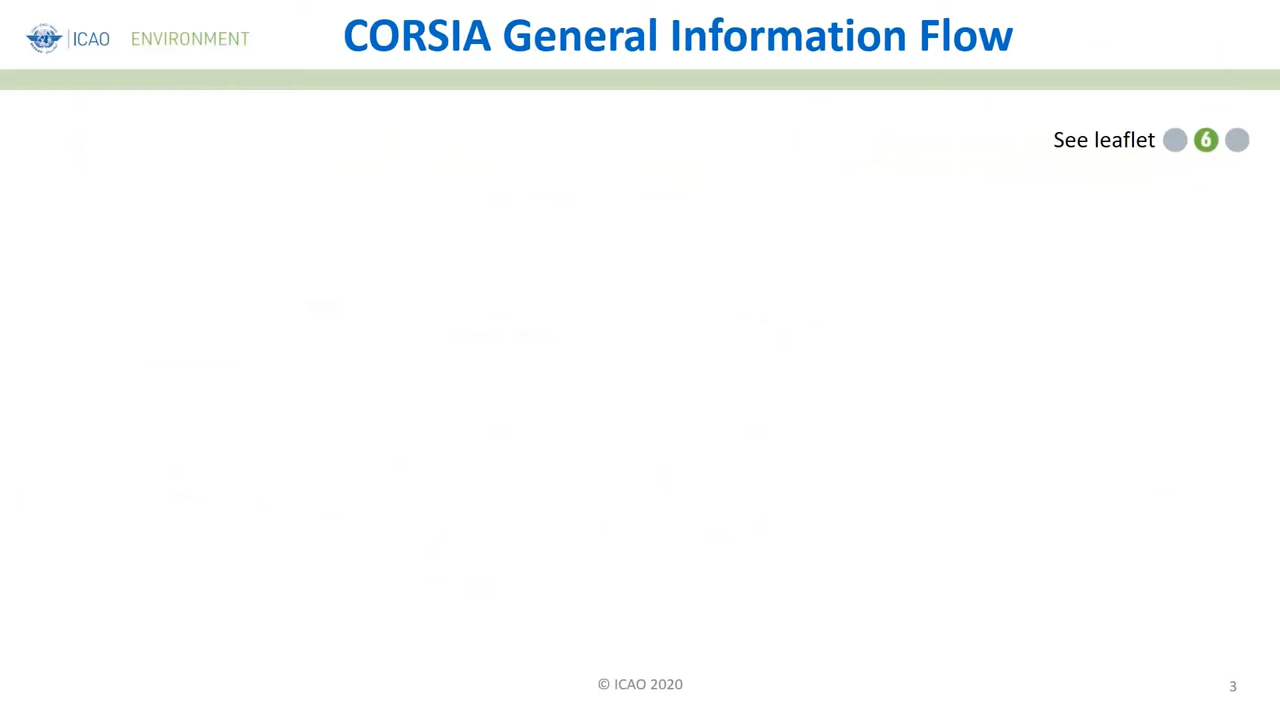 ICAO ENVIRONMENT
CORSIA General Information Flow
See leaflet 6
© ICAO 2020
3